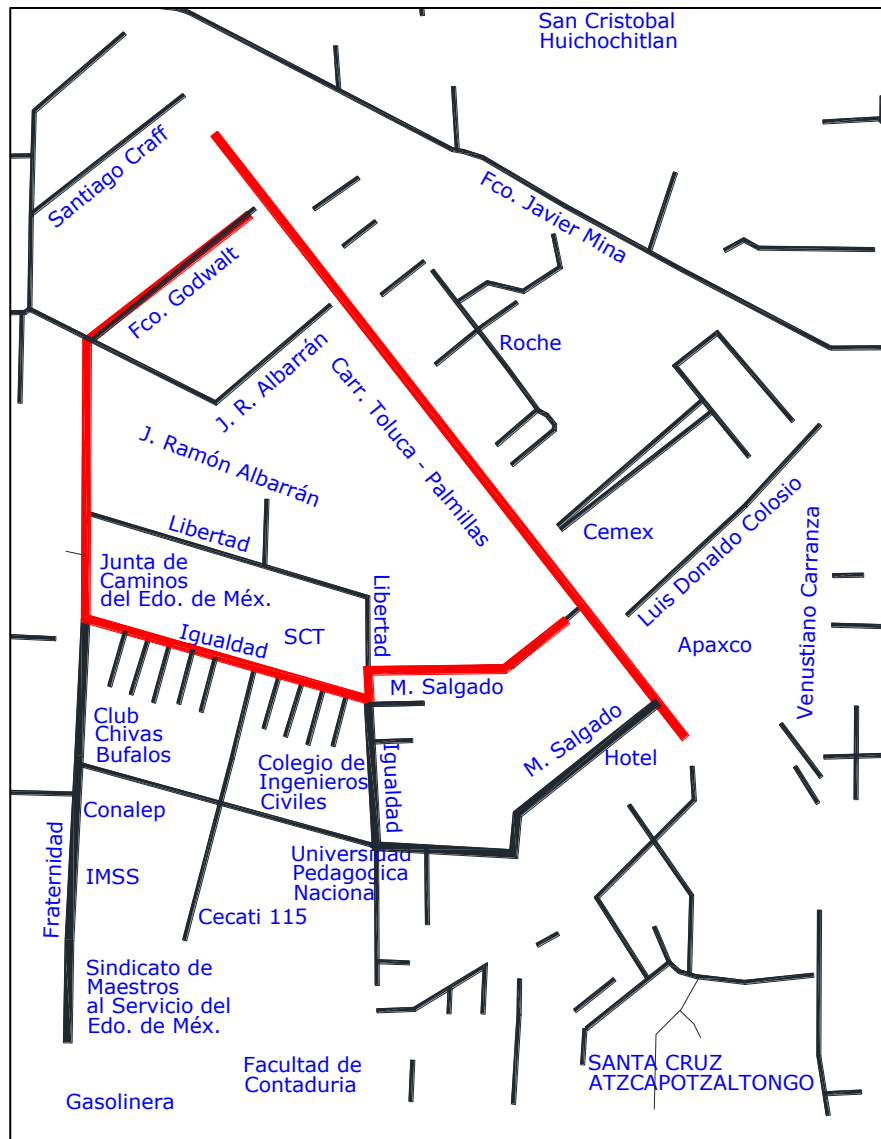 San Cristobal
Huichochitlan
Santiago Craff
Fco. Javier Mina
Fco. Godwalt
Roche
J. R. Albarrán
Carr. Toluca - Palmillas
J. Ramón Albarrán
Libertad
Cemex
Luis Donaldo Colosio
Venustiano Carranza
Junta de
Caminos
del Edo. de Méx.
Igualdad
SCT
Libertad
Apaxco
M. Salgado
Club
Chivas
Bufalos
Colegio de
Ingenieros
Civiles
Igualdad
M. Salgado
Hotel
Conalep
Fraternidad
Universidad
Pedagogica
Nacional
IMSS
Cecati 115
Sindicato de
Maestros
al Servicio del
Edo. de Méx.
Facultad de
Contaduria
SANTA CRUZ
ATZCAPOTZALTONGO
Gasolinera